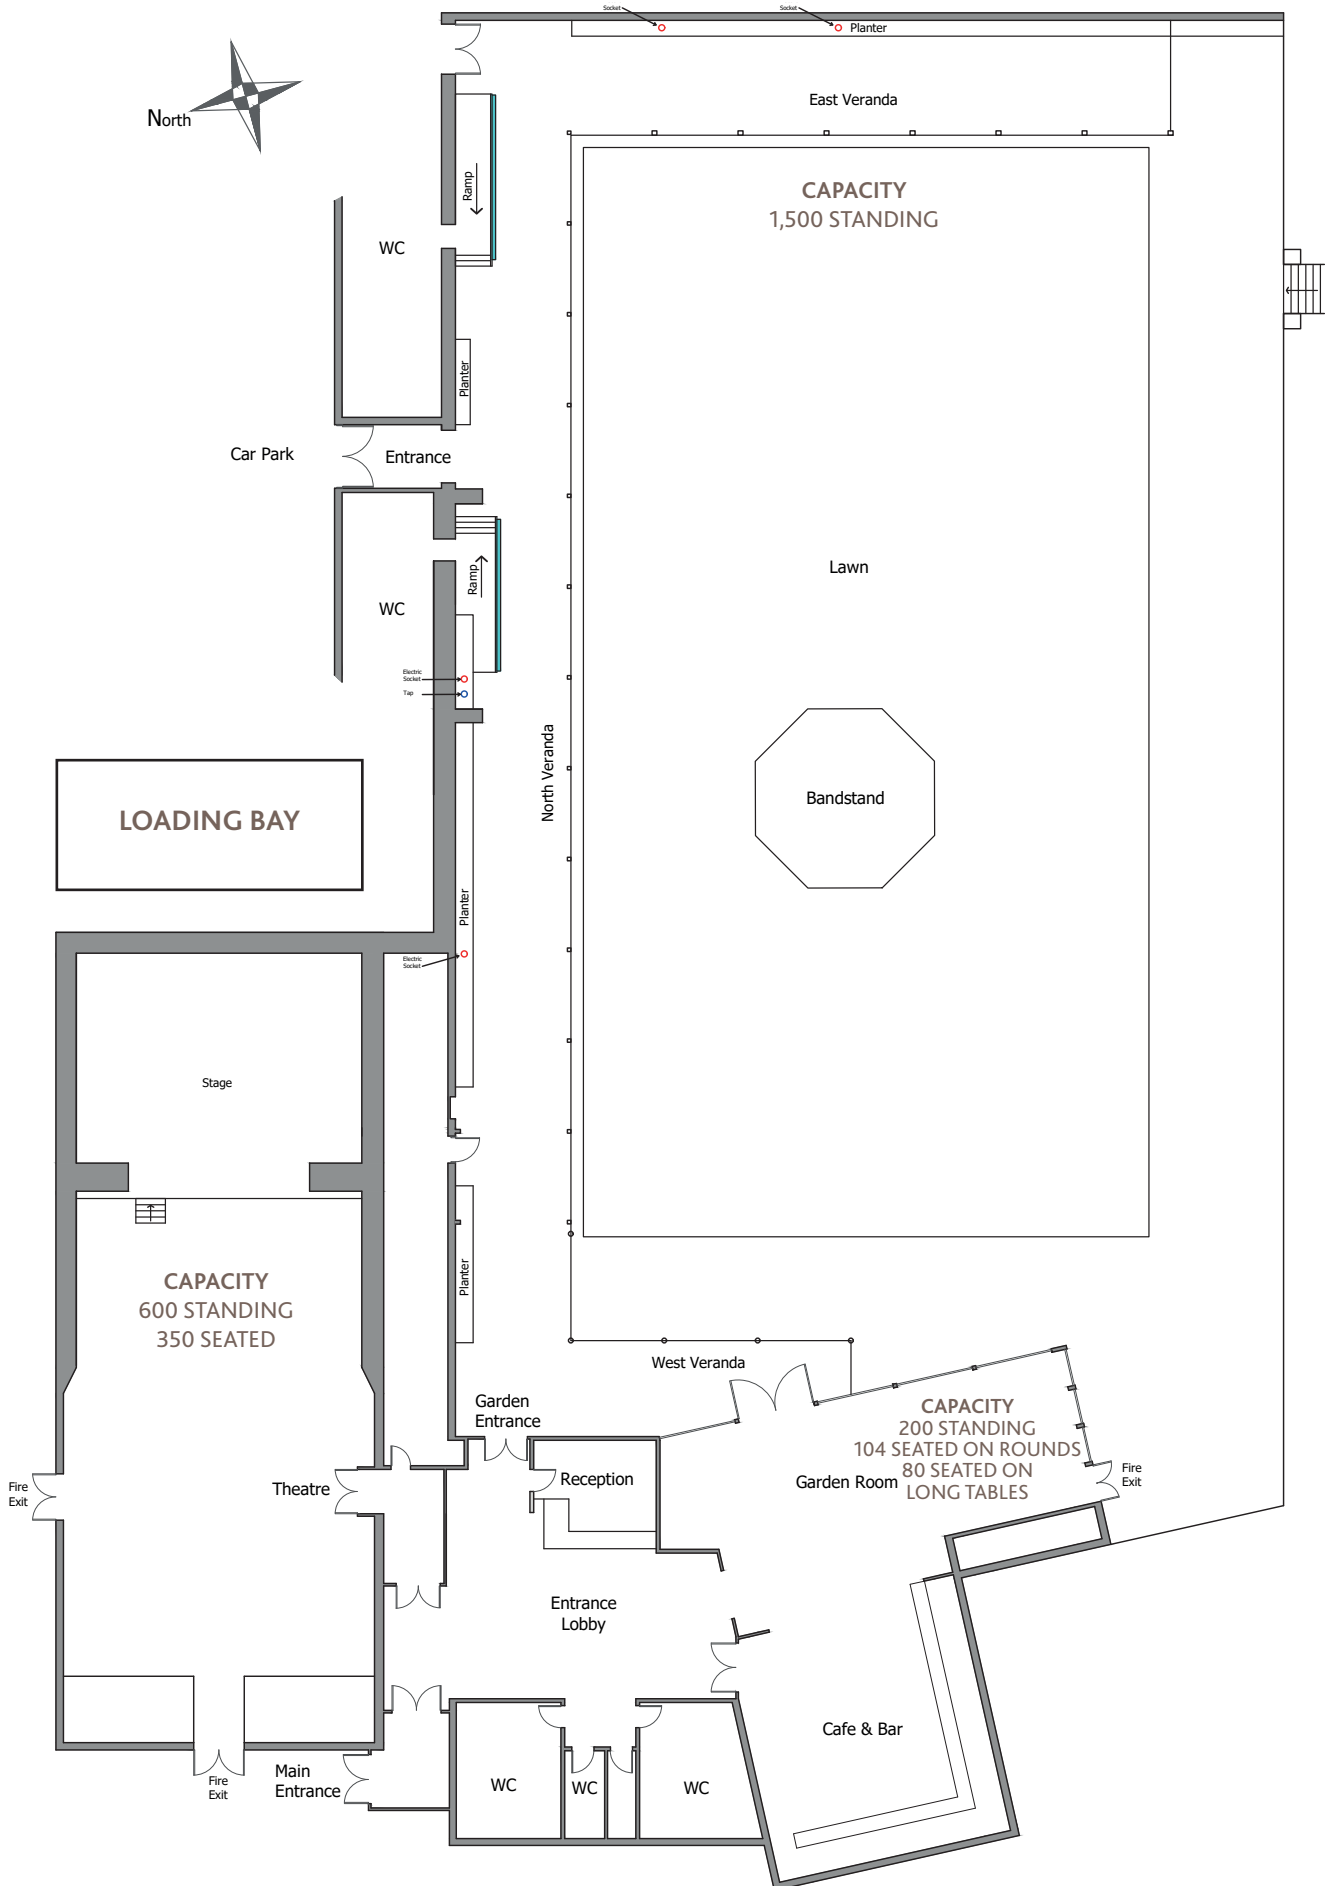 Socket
Socket
Planter
North
East Veranda
CAPACITY
1,500 STANDING
Ramp
WC
Planter
Car Park
Entrance
Lawn
Ramp
WC
Electric
Socket
Tap
North Veranda
Bandstand
LOADING BAY
Planter
Electric
Socket
Stage
CAPACITY
600 STANDING
350 SEATED
Planter
West Veranda
Garden
Entrance
CAPACITY
200 STANDING
104 SEATED ON ROUNDS
80 SEATED ON
LONG TABLES
Garden Room
Fire
Exit
Reception
Theatre
Fire
Exit
Entrance
Lobby
Cafe & Bar
Main
Entrance
Fire
Exit
WC
WC
WC